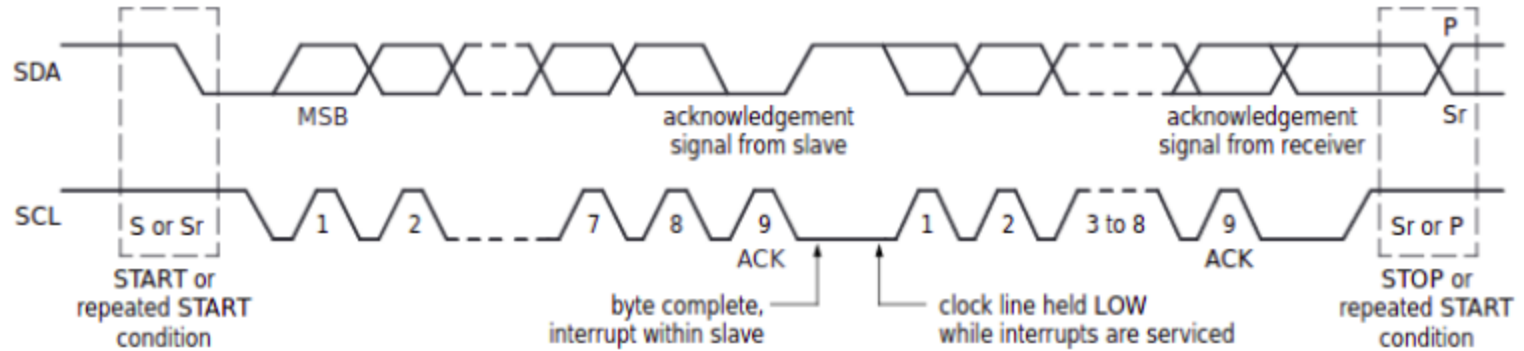 P
SDA
MSB
acknowledgement
signal from slave
acknowledgement
signal from receiver
Sr
SCL
S or Sr
1
2
7
8
9
1
2
3 to 8
9
Sr or P
ACK
ACK
START or
repeated START
condition
byte complete,
interrupt within slave
clock line held LOW
while interrupts are serviced
STOP or
repeated START
condition